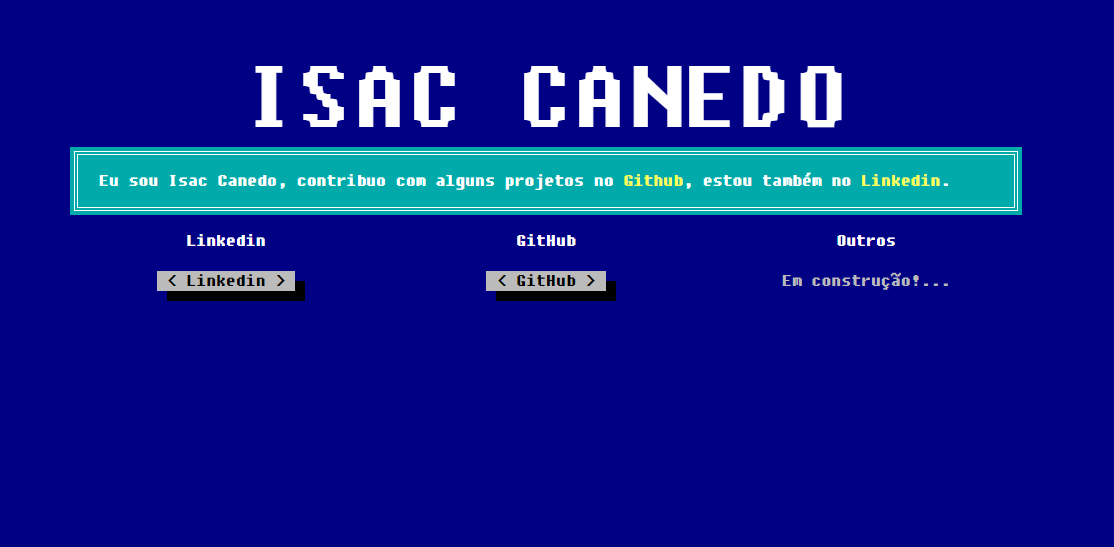 ISAC CANEDO
Eu sou Isac Canedo, contribuo com alguns projetos no Github, estou também no Linkedin.
Linkedin GitHub Outros
< Linkedin > < GitHub > Em construção!...